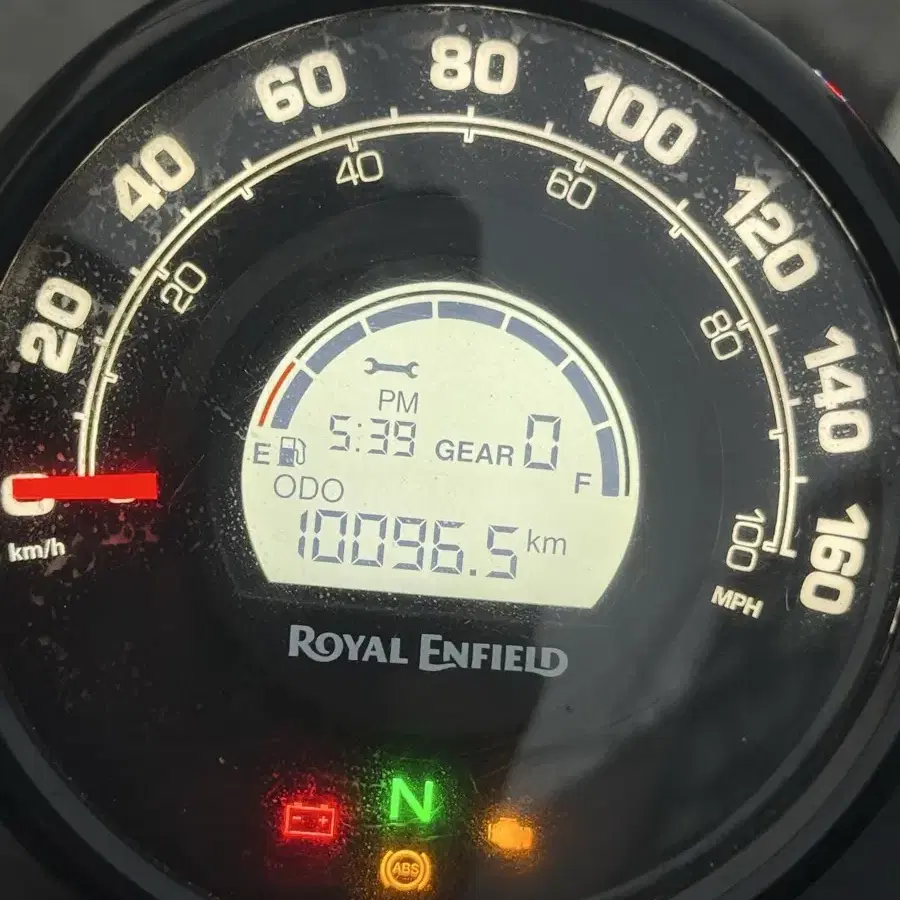 60
80
100
40
120
20
140
160
40
60
20
80
100
km/h
MPH
PM
5:39
GEAR 0
E
F
ODO
10096.5 km
ROYAL ENFIELD
N
ABS